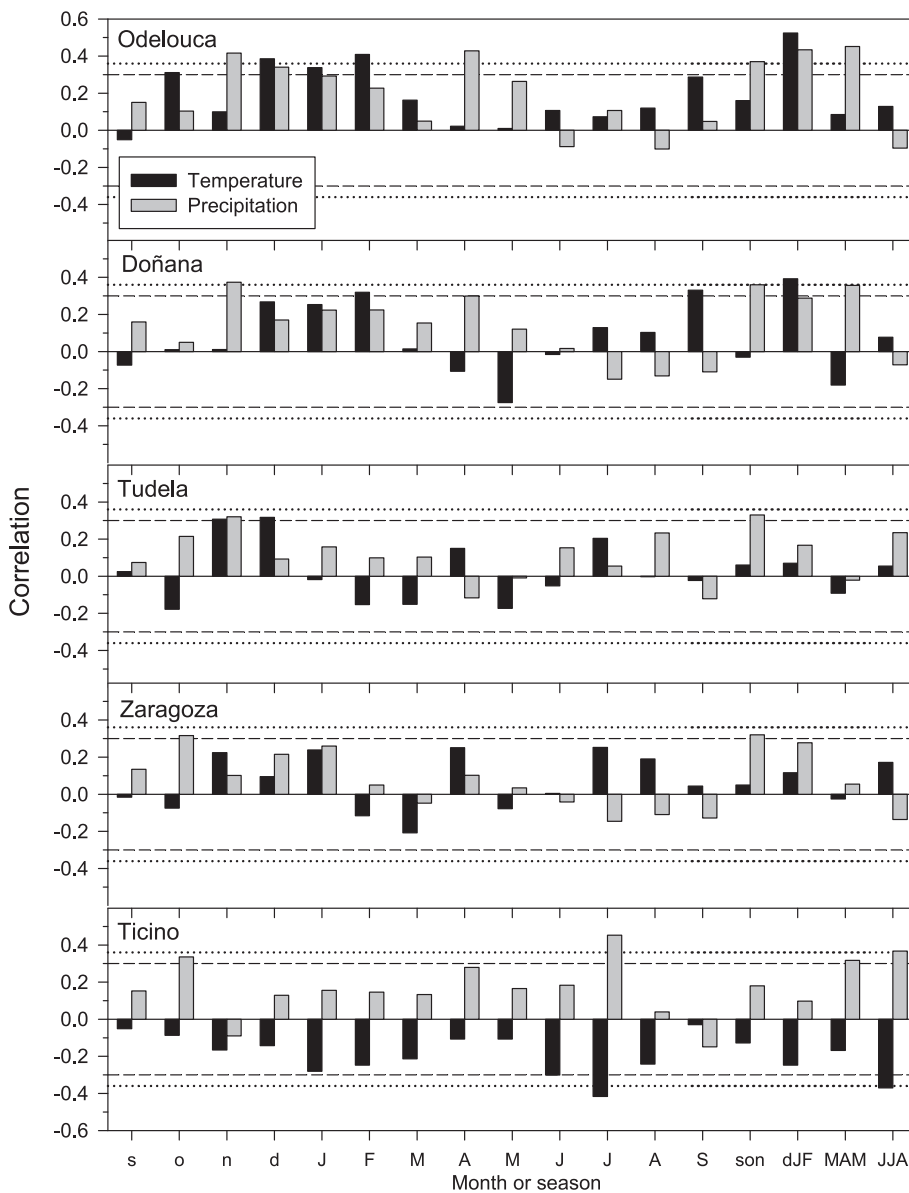 0.6
Odelouca
0.4
0.2
0.0
-0.2
-0.4
Temperature
Precipitation
Doñana
0.4
0.2
0.0
-0.2
-0.4
Tudela
0.4
0.2
0.0
-0.2
-0.4
Correlation
Zaragoza
0.4
0.2
0.0
-0.2
-0.4
Ticino
0.4
0.2
0.0
-0.2
-0.4
-0.6
s o n d J F M A M J J A S son dJF MAM JJA
Month or season